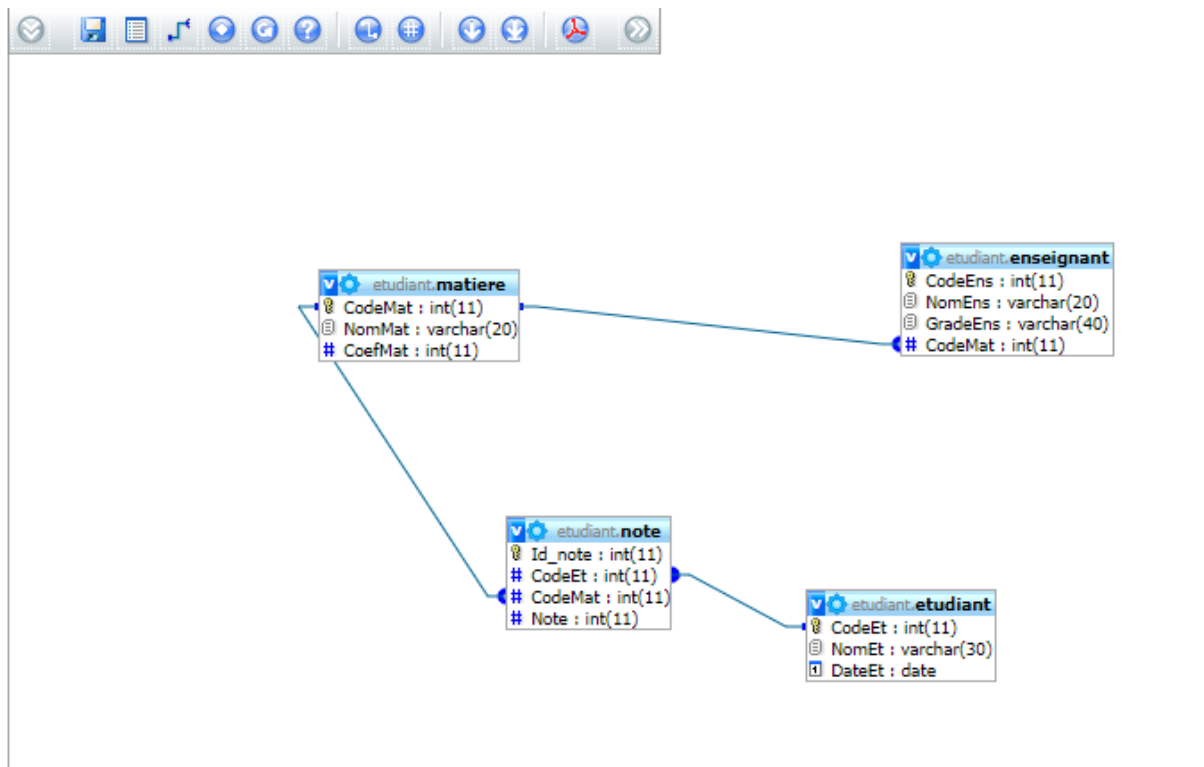 etudiant.matiere
CodeMat : int(11)
NomMat : varchar(20)
CoefMat : int(11)
etudiant.enseignant
CodeEns : int(11)
NomEns : varchar(20)
GradeEns : varchar(40)
CodeMat : int(11)
etudiant.note
Id_note : int(11)
CodeEt : int(11)
CodeMat : int(11)
Note : int(11)
etudiant.etudiant
CodeEt : int(11)
NomEt : varchar(30)
DateEt : date